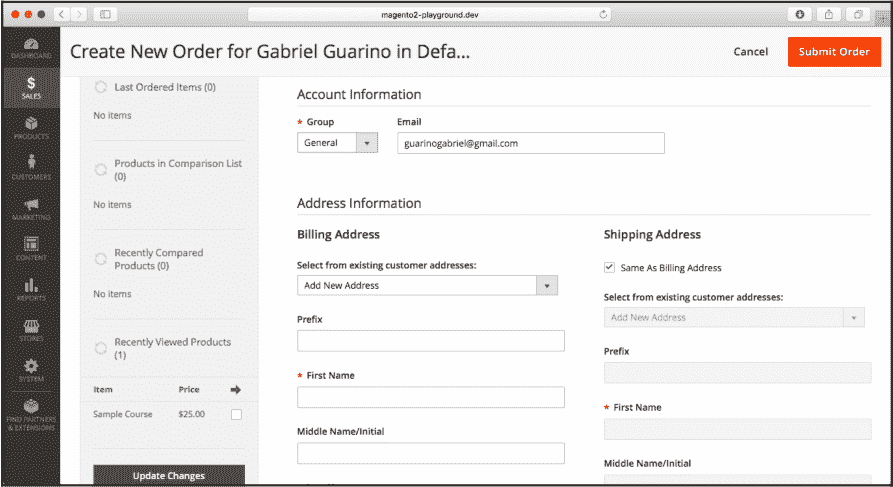 magento2-playground.dev
DASHBOARD
SALES
PRODUCTS
CUSTOMERS
MARKETING
CONTENT
REPORTS
STORES
SYSTEM
FIND PARTNERS
& EXTENSIONS
Create New Order for Gabriel Guarino in Defa...
Cancel
Submit Order
Last Ordered Items (0)
No items
Products in Comparison List
(0)
No items
Recently Compared
Products (0)
No items
Recently Viewed Products
(1)
Item Price
Sample Course $25.00
Update Changes
Account Information
* Group
General
Email
guarinogabriel@gmail.com
Address Information
Billing Address
Select from existing customer addresses:
Add New Address
Prefix
* First Name
Middle Name/Initial
Shipping Address
Same As Billing Address
Select from existing customer addresses:
Add New Address
Prefix
* First Name
Middle Name/Initial